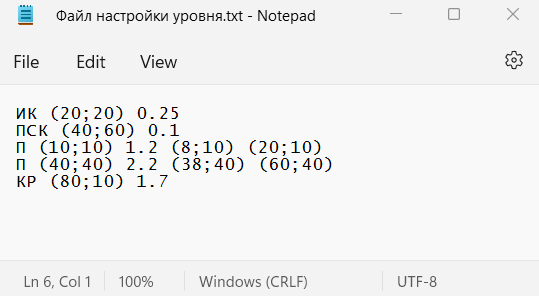 Файл настройки уровня.txt - Notepad
File Edit View
ИК (20;20) 0.25
ПСК (40;60) 0.1
П (10;10) 1.2 (8;10) (20;10)
П (40;40) 2.2 (38;40) (60;40)
КР (80;10) 1.7
Ln 6, Col 1 100% Windows (CRLF) UTF-8